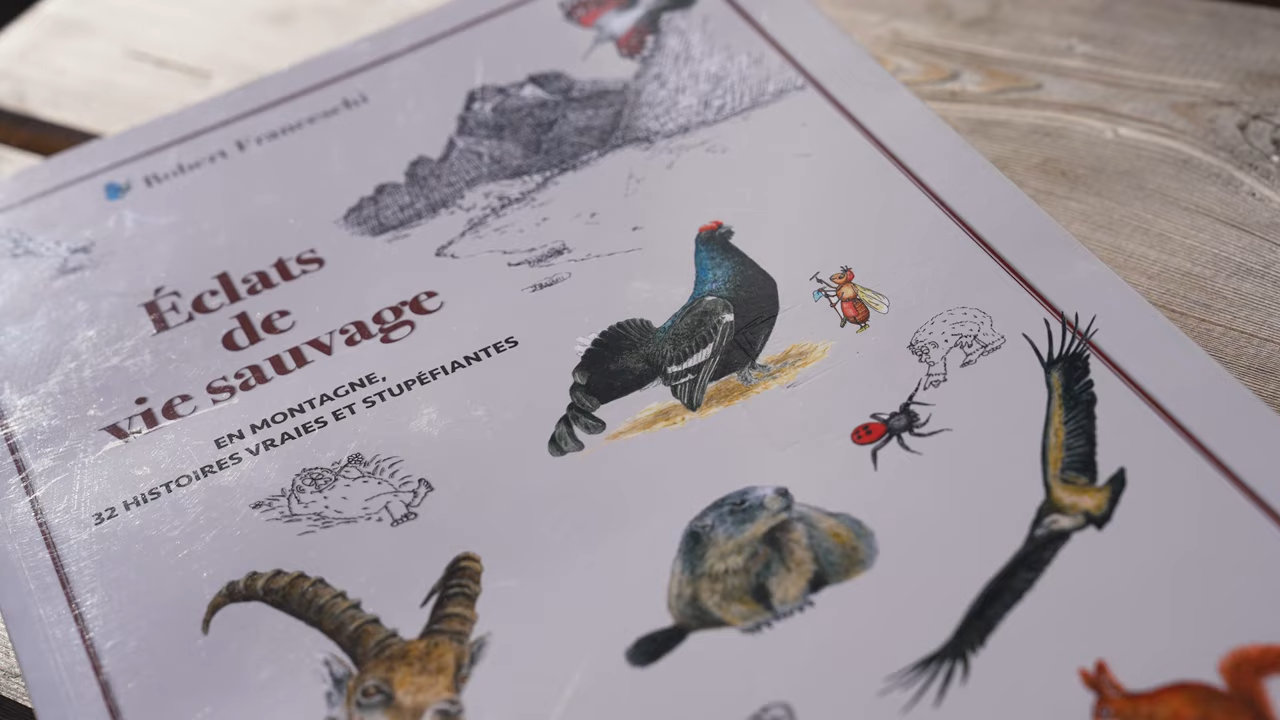 Robert Franceschi
Éclats
de
vie sauvage
EN MONTAGNE,
32 HISTOIRES VRAIES ET STUPÉFIANTES